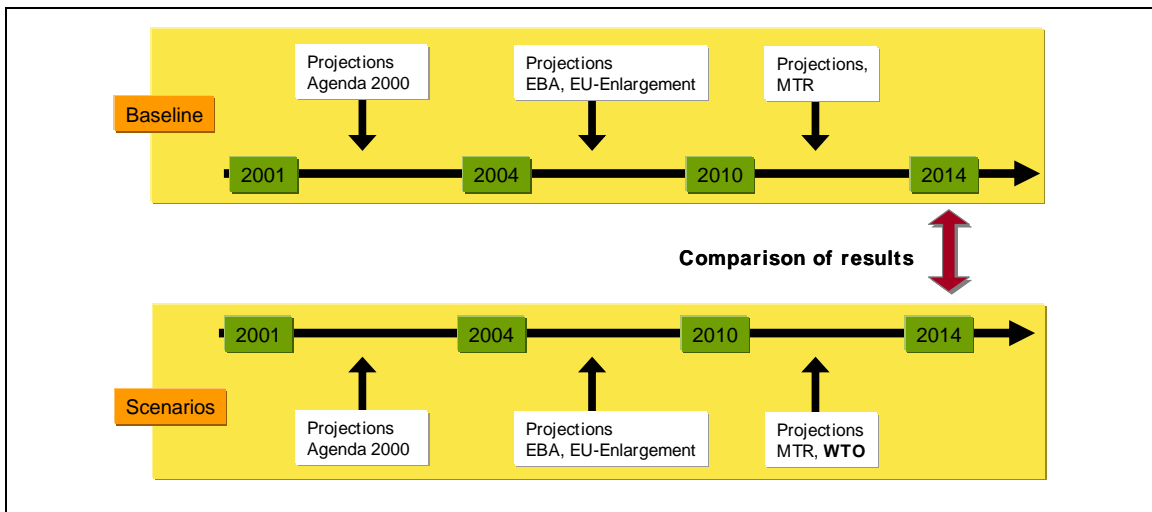 Projections
Agenda 2000
Projections
EBA, EU-Enlargement
Projections,
MTR
Baseline
2001
2004
2010
2014
Comparison of results
2001
2004
2010
2014
Scenarios
Projections
Agenda 2000
Projections
EBA, EU-Enlargement
Projections
MTR, WTO